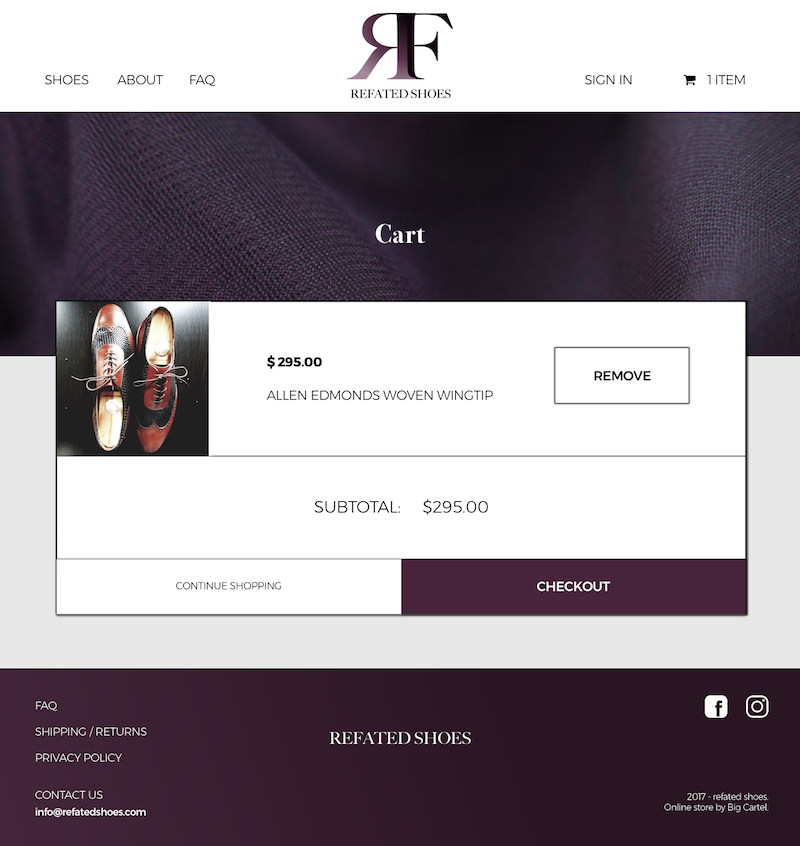 RF
REFATED SHOES
SHOES ABOUT FAQ
SIGN IN 1 ITEM
Cart
$ 295.00
ALLEN EDMONDS WOVEN WINGTIP
REMOVE
SUBTOTAL: $295.00
CONTINUE SHOPPING
CHECKOUT
FAQ
SHIPPING / RETURNS
PRIVACY POLICY
CONTACT US
info@refatedshoes.com
REFATED SHOES
2017 - refated shoes.
Online store by Big Cartel.